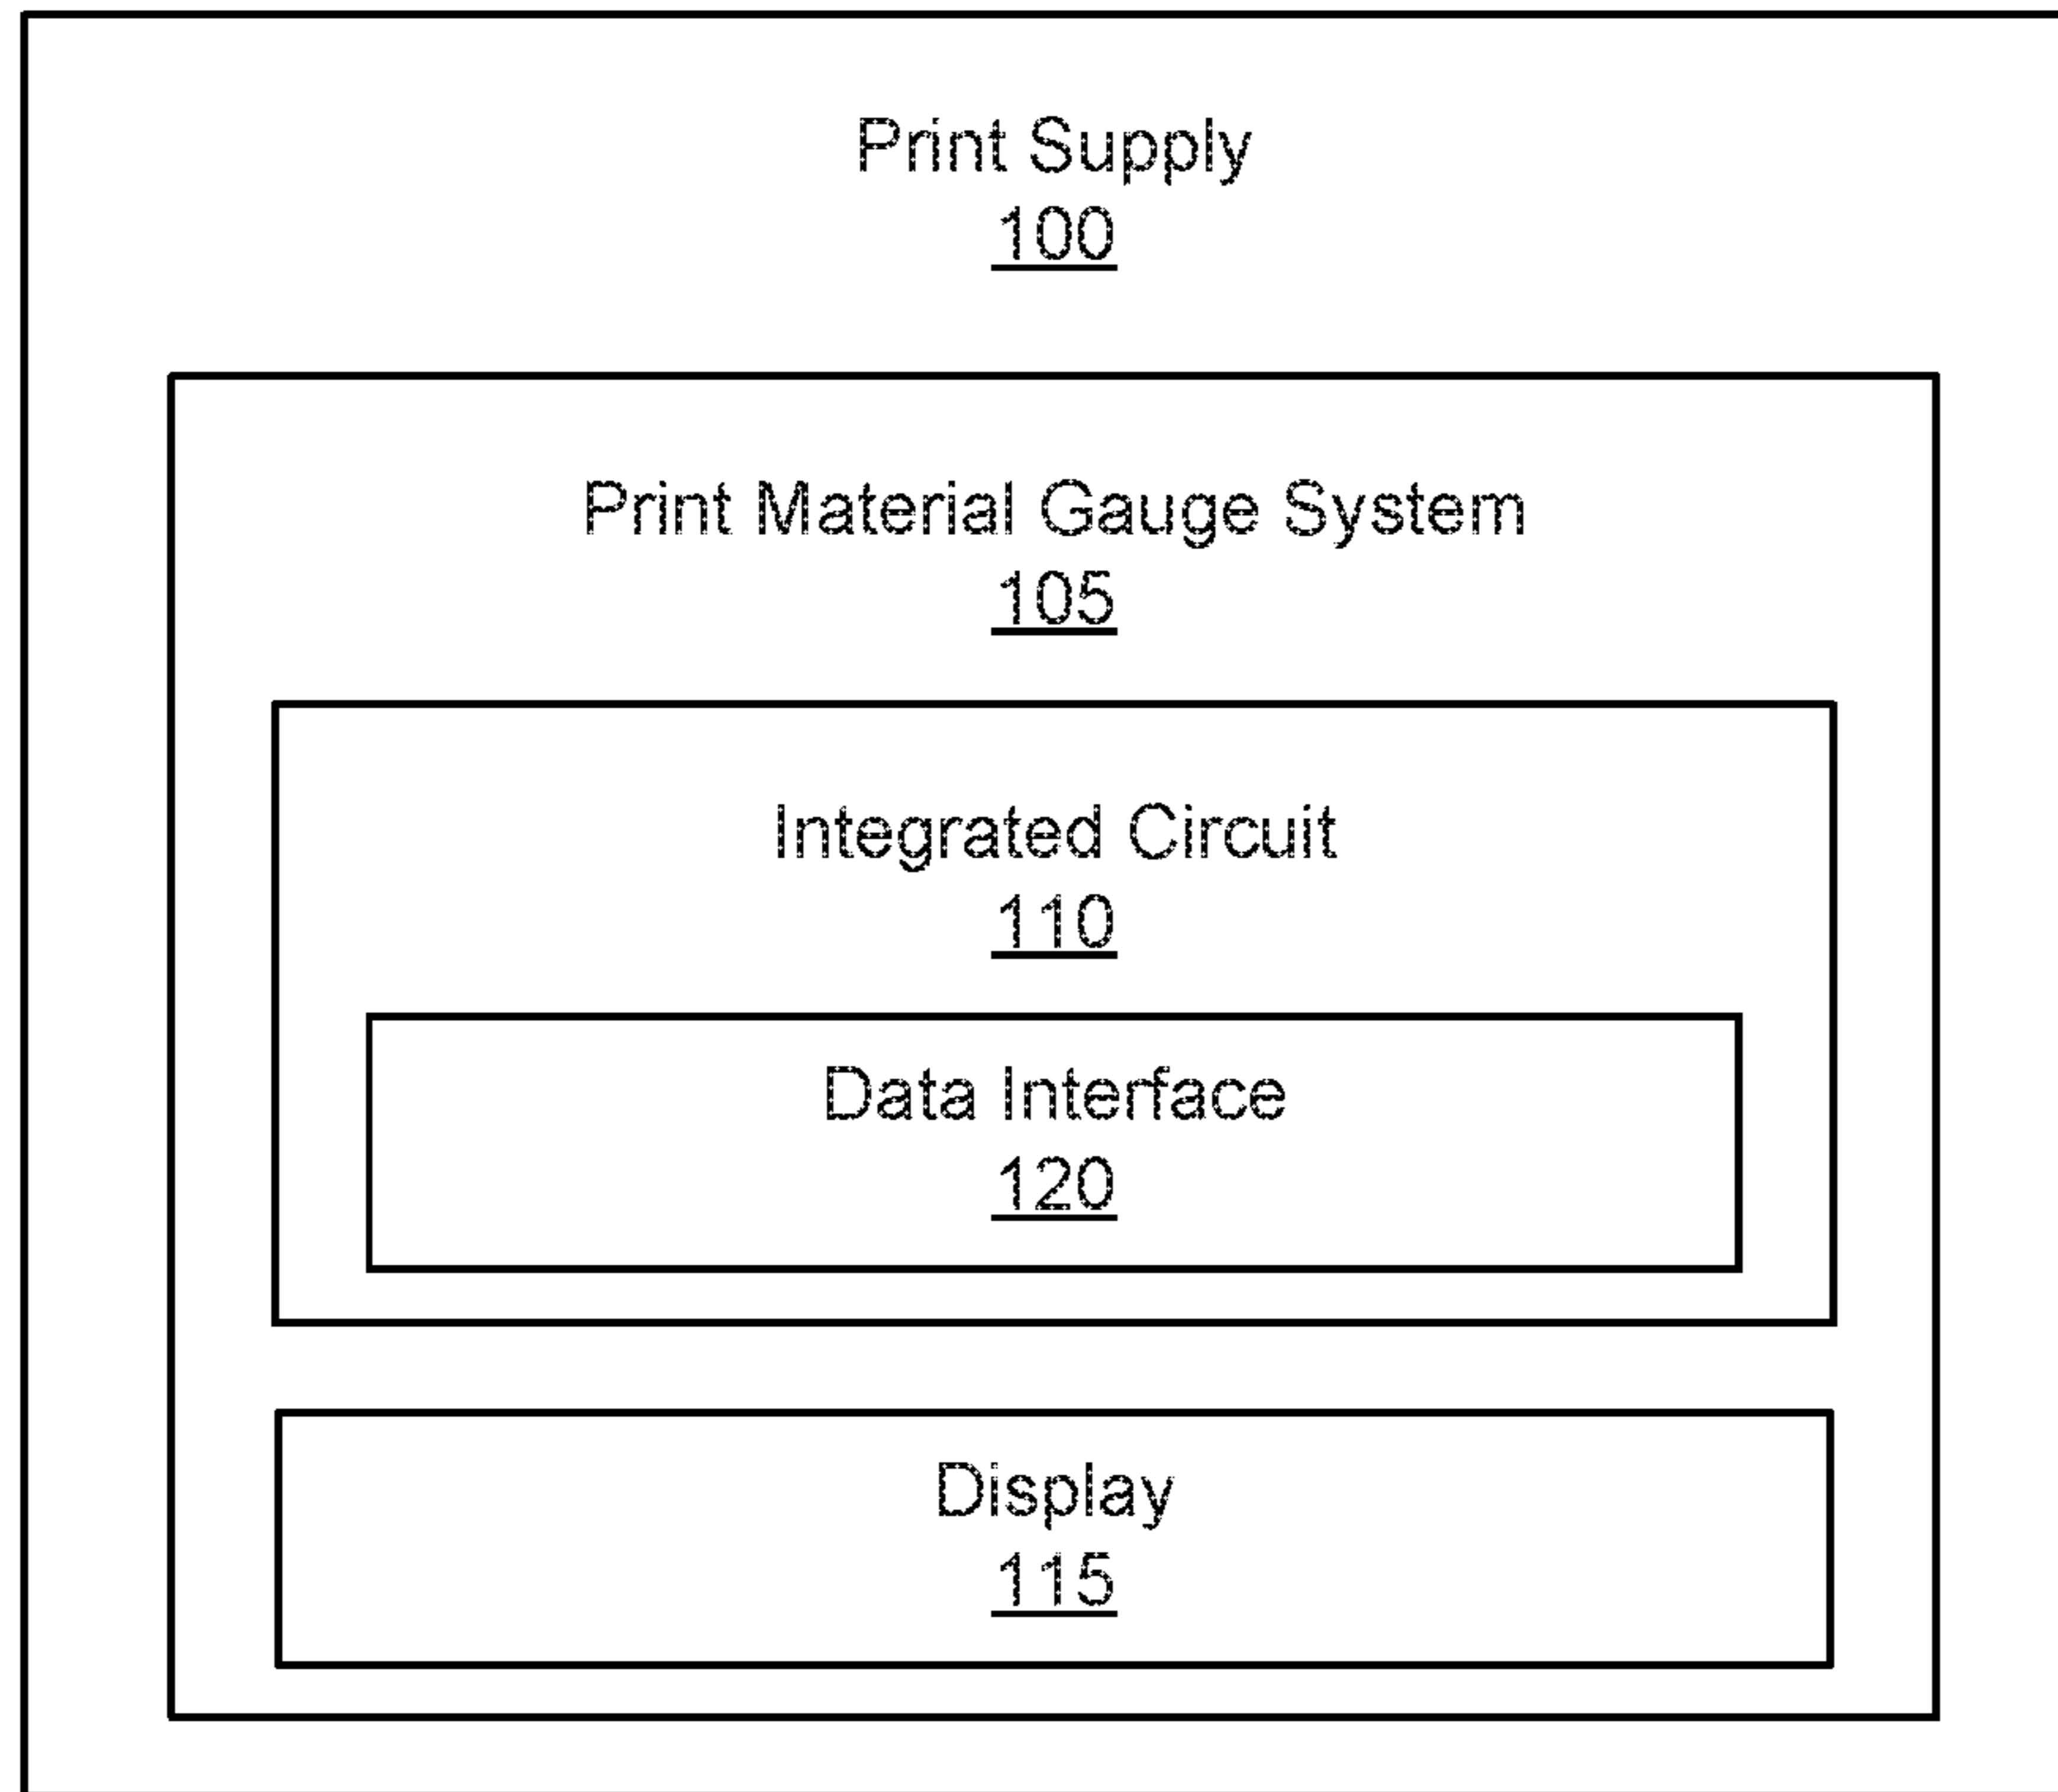 Print Supply
100
Print Material Gauge System
105
Integrated Circuit
110
Data Interface
120
Display
115